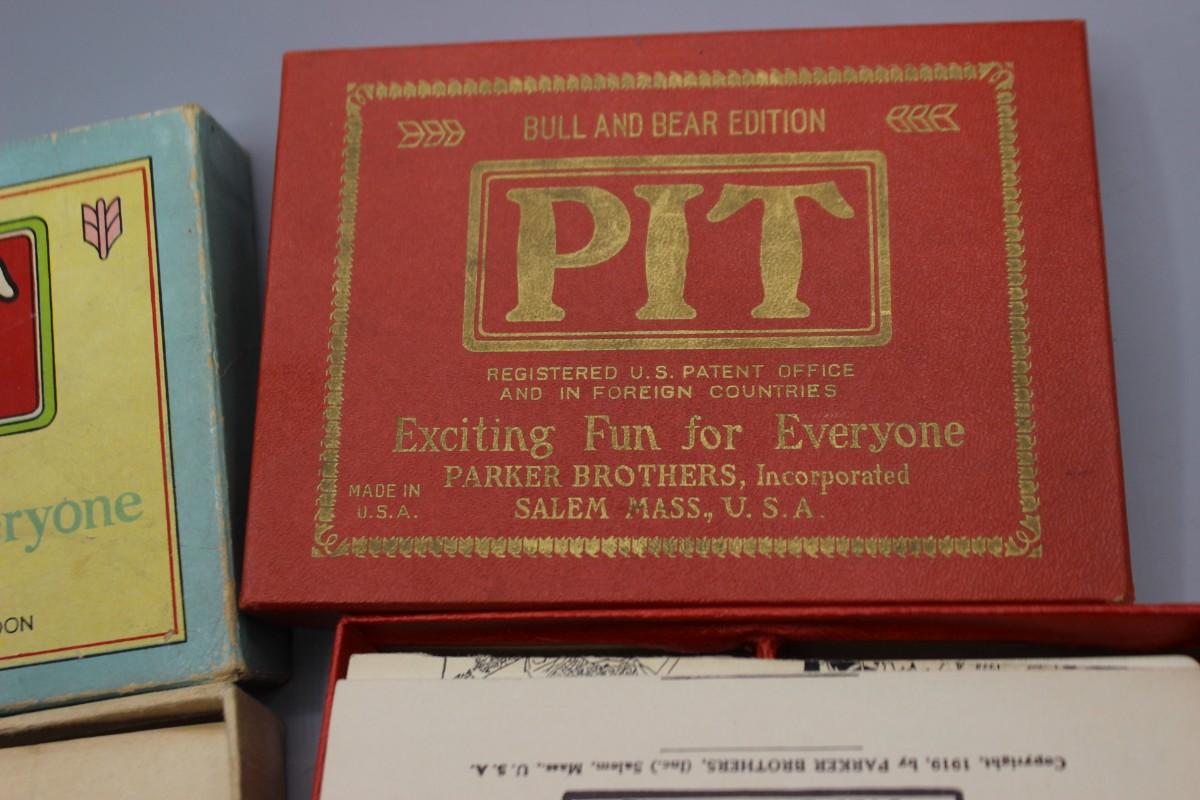 BULL AND BEAR EDITION
PIT
REGISTERED U.S. PATENT OFFICE
AND IN FOREIGN COUNTRIES
Exciting Fun for Everyone
PARKER BROTHERS, Incorporated
MADE IN
U.S.A.
SALEM MASS., U.S.A.
eryone
DON
Copyright, 1919, by PARKER BROTHERS, (Inc.) Salem, Mass., U.S.A.